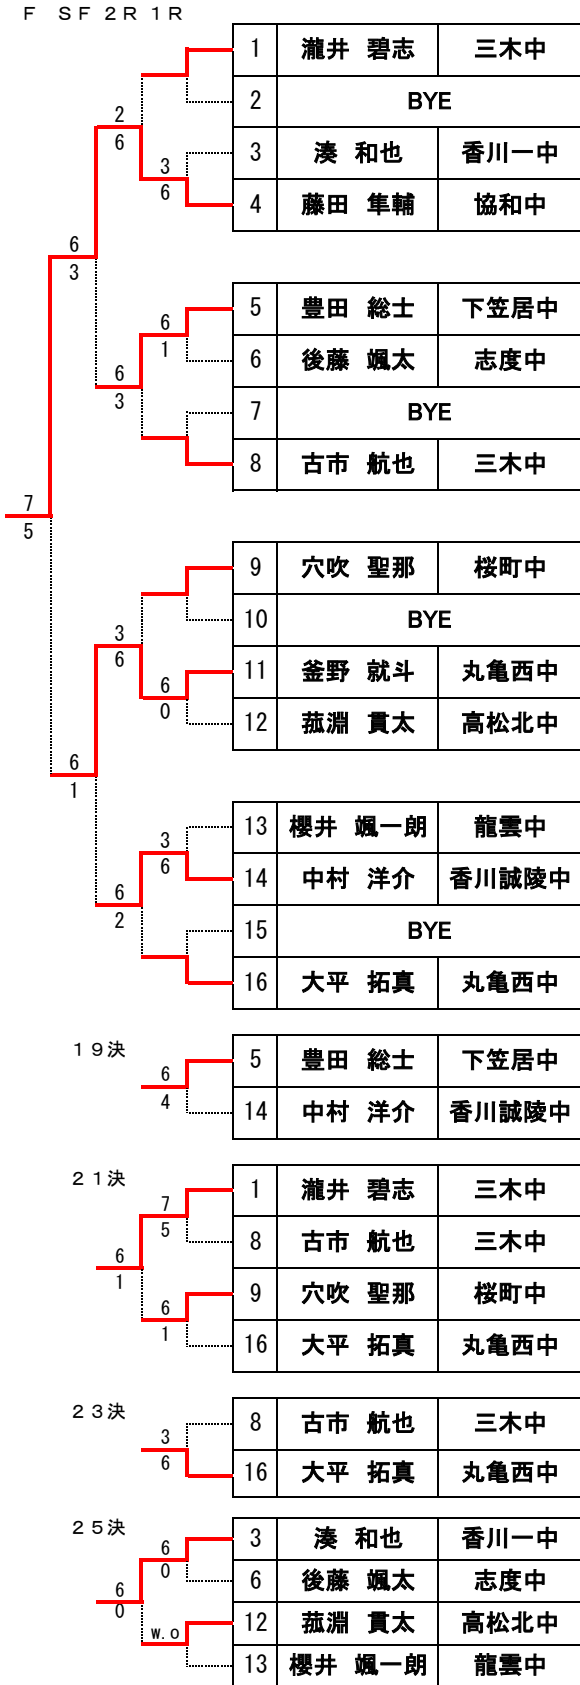 F SF 2R 1R
1 瀧井 碧志 三木中
2 BYE
2
6
3 湊 和也 香川一中
3
6
4 藤田 隼輔 協和中
6
3
5 豊田 総士 下笠居中
6
1
6 後藤 颯太 志度中
6
3
7 BYE
8 古市 航也 三木中
7
5
9 穴吹 聖那 桜町中
10 BYE
3
6
11 釜野 就斗 丸亀西中
6
0
12 菰淵 貫太 高松北中
6
1
13 櫻井 颯一朗 龍雲中
3
6
14 中村 洋介 香川誠陵中
6
2
15 BYE
16 大平 拓真 丸亀西中
19決
5 豊田 総士 下笠居中
6
4
14 中村 洋介 香川誠陵中
21決
1 瀧井 碧志 三木中
7
5
8 古市 航也 三木中
6
1
9 穴吹 聖那 桜町中
6
1
16 大平 拓真 丸亀西中
23決
8 古市 航也 三木中
3
6
16 大平 拓真 丸亀西中
25決
3 湊 和也 香川一中
6
0
6 後藤 颯太 志度中
6
0
12 菰淵 貫太 高松北中
W.O
13 櫻井 颯一朗 龍雲中